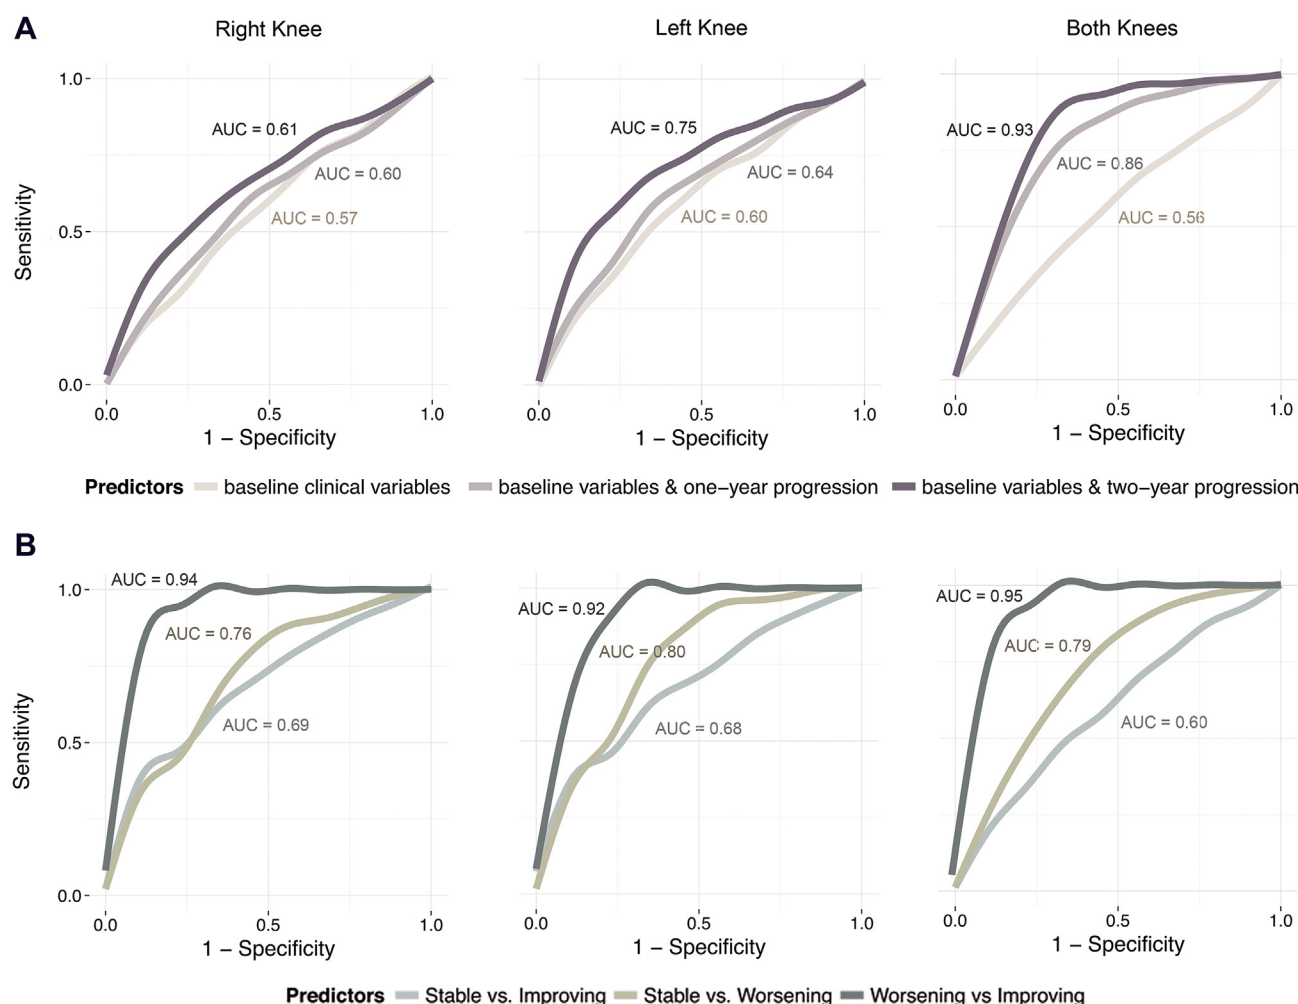 A
Right Knee
Left Knee
Both Knees
Sensitivity
1.0
0.5
0.0
AUC = 0.61
AUC = 0.60
AUC = 0.57
0.0 0.5 1.0
1 − Specificity
AUC = 0.75
AUC = 0.64
AUC = 0.60
0.0 0.5 1.0
1 − Specificity
AUC = 0.93
AUC = 0.86
AUC = 0.56
0.0 0.5 1.0
1 − Specificity
Predictors baseline clinical variables baseline variables & one−year progression baseline variables & two−year progression
B
Sensitivity
1.0
0.5
0.0
AUC = 0.94
AUC = 0.76
AUC = 0.69
0.0 0.5 1.0
1 − Specificity
AUC = 0.92
AUC = 0.80
AUC = 0.68
0.0 0.5 1.0
1 − Specificity
AUC = 0.95
AUC = 0.79
AUC = 0.60
0.0 0.5 1.0
1 − Specificity
Predictors Stable vs. Improving Stable vs. Worsening Worsening vs Improving